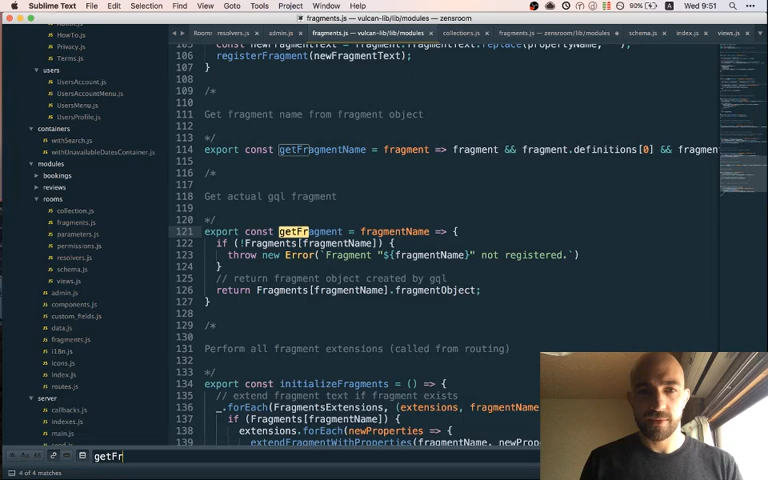 Sublime Text File Edit Selection Find View Goto Tools Project Window Help 90% Wed 9:51
fragments.js — vulcan-lib/lib/modules — zensroom
Rooms resolvers.js admin.js fragments.js — vulcan-lib/lib/modules collections.js fragments.js — zensroom/lib/modules schema.js index.js views.js
HowTo.js
Privacy.js
Terms.js
users
UsersAccount.js
UsersAccountMenu.js
UsersMenu.js
UsersProfile.js
containers
withSearch.js
withUnavailableDatesContainer.js
modules
bookings
reviews
rooms
collection.js
fragments.js
parameters.js
permissions.js
resolvers.js
schema.js
views.js
admin.js
components.js
custom_fields.js
data.js
fragments.js
i18n.js
icons.js
index.js
routes.js
server
callbacks.js
indexes.js
main.js
seed.js
106 registerFragment(newFragmentText);
107 }
108
109 /*
110
111 Get fragment name from fragment object
112
113 */
114 export const getFragmentName = fragment => fragment && fragment.definitions[0] && fragmen
115
116 /*
117
118 Get actual gql fragment
119
120 */
121 export const getFragment = fragmentName => {
122 if (!Fragments[fragmentName]) {
123 throw new Error(`Fragment "${fragmentName}" not registered.`)
124 }
125 // return fragment object created by gql
126 return Fragments[fragmentName].fragmentObject;
127 }
128
129 /*
130
131 Perform all fragment extensions (called from routing)
132
133 */
134 export const initializeFragments = () => {
135 // extend fragment text if fragment exists
136 _.forEach(FragmentsExtensions, (extensions, fragmentName
137 if (Fragments[fragmentName]) {
138 extensions.forEach(newProperties => {
139 extendFragmentWithProperties(fragmentName, newProp
getFr
4 of 4 matches